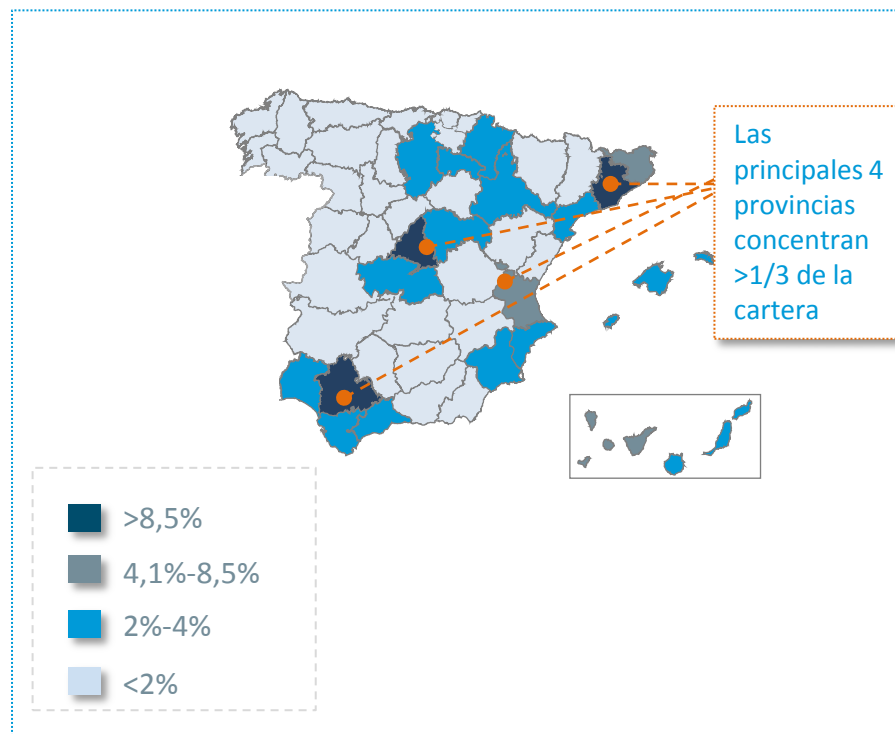 Las
principales 4
provincias
concentran
>1/3 de la
cartera
>8,5%
4,1%-8,5%
2%-4%
<2%